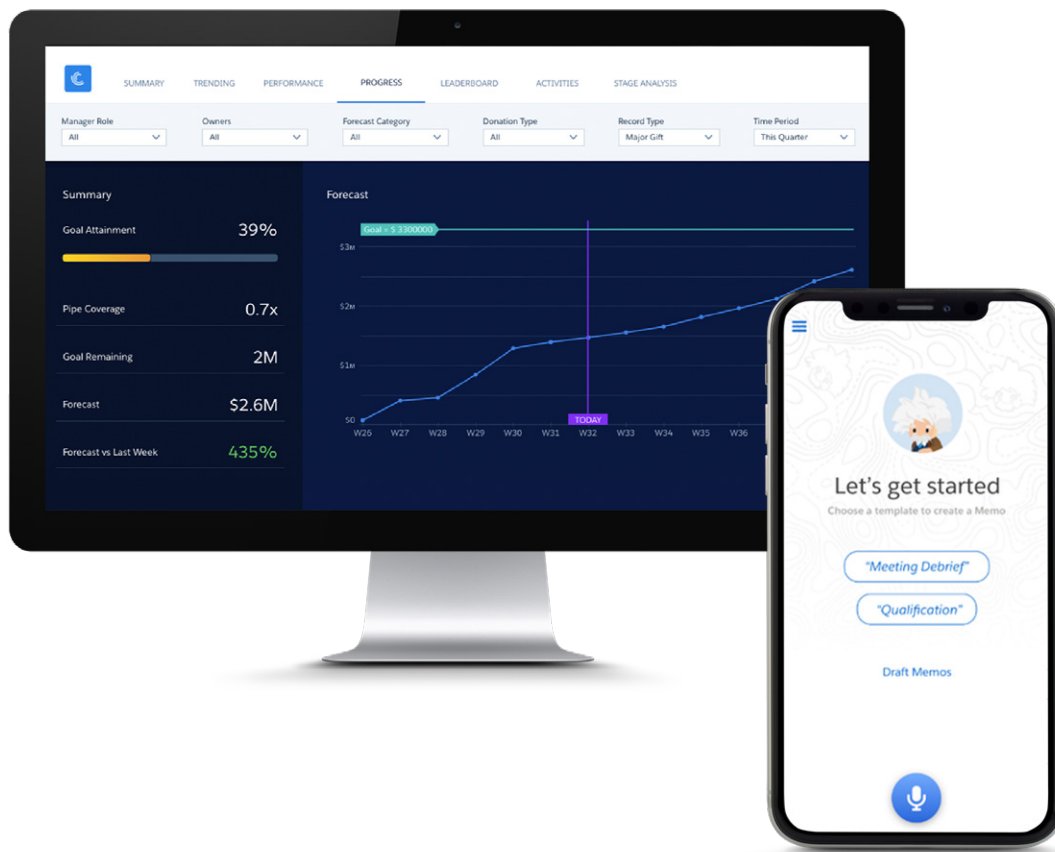 SUMMARY TRENDING PERFORMANCE PROGRESS LEADERBOARD ACTIVITIES STAGE ANALYSIS
Manager Role Owners Forecast Category Donation Type Record Type Time Period
All All All All Major Gift This Quarter
Summary
Goal Attainment 39%
Pipe Coverage 0.7x
Goal Remaining 2M
Forecast $2.6M
Forecast vs Last Week 435%
Forecast
Goal = $ 3300000
$3M
$2M
$1M
$0
TODAY
W26 W27 W28 W29 W30 W31 W32 W33 W34 W35 W36
Let's get started
Choose a template to create a Memo
"Meeting Debrief"
"Qualification"
Draft Memos